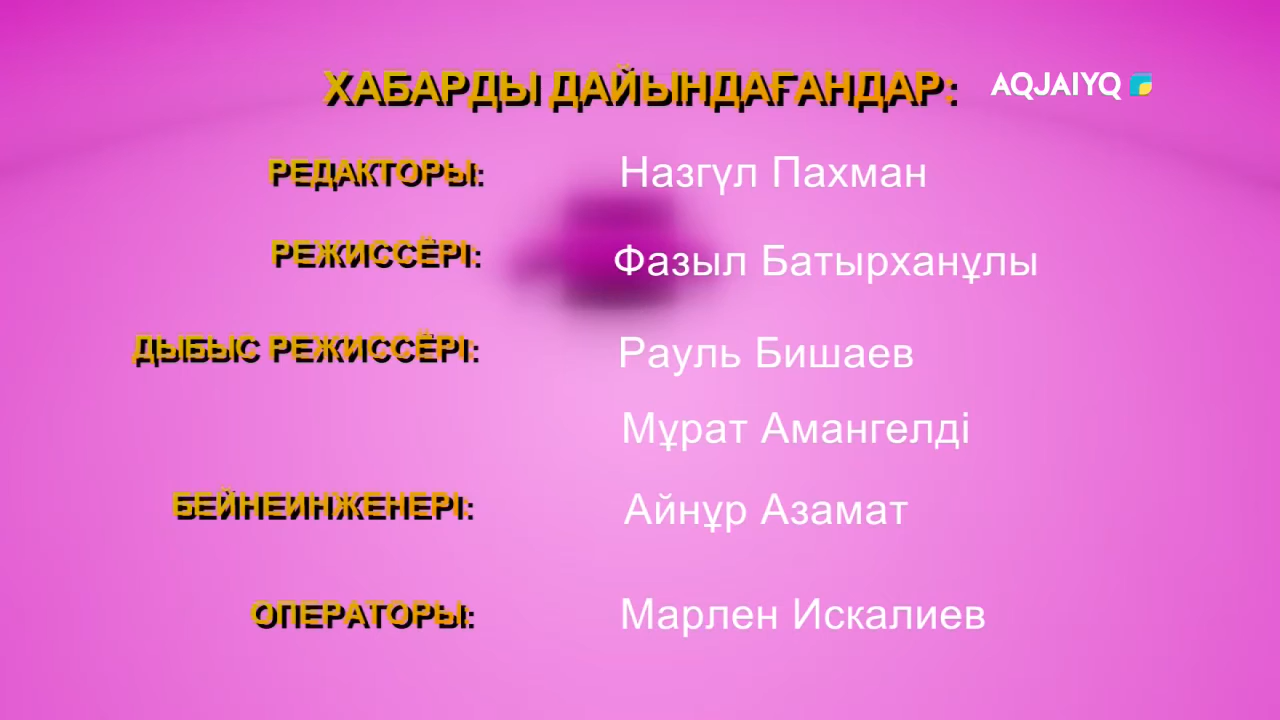 ХАБАРДЫ ДАЙЫНДАҒАНДАР:
AQJAIYQ
РЕДАКТОРЫ: Назгүл Пахман
РЕЖИССЁРІ: Фазыл Батырханұлы
ДЫБЫС РЕЖИССЁРІ: Рауль Бишаев
Мұрат Амангелді
БЕЙНЕИНЖЕНЕРІ: Айнұр Азамат
ОПЕРАТОРЫ: Марлен Искалиев